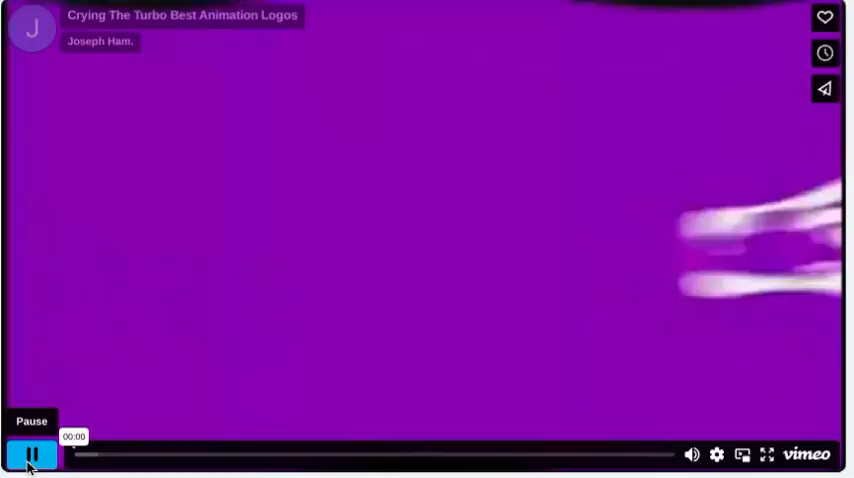 J
Crying The Turbo Best Animation Logos
Joseph Ham.
Pause
00:00
vimeo